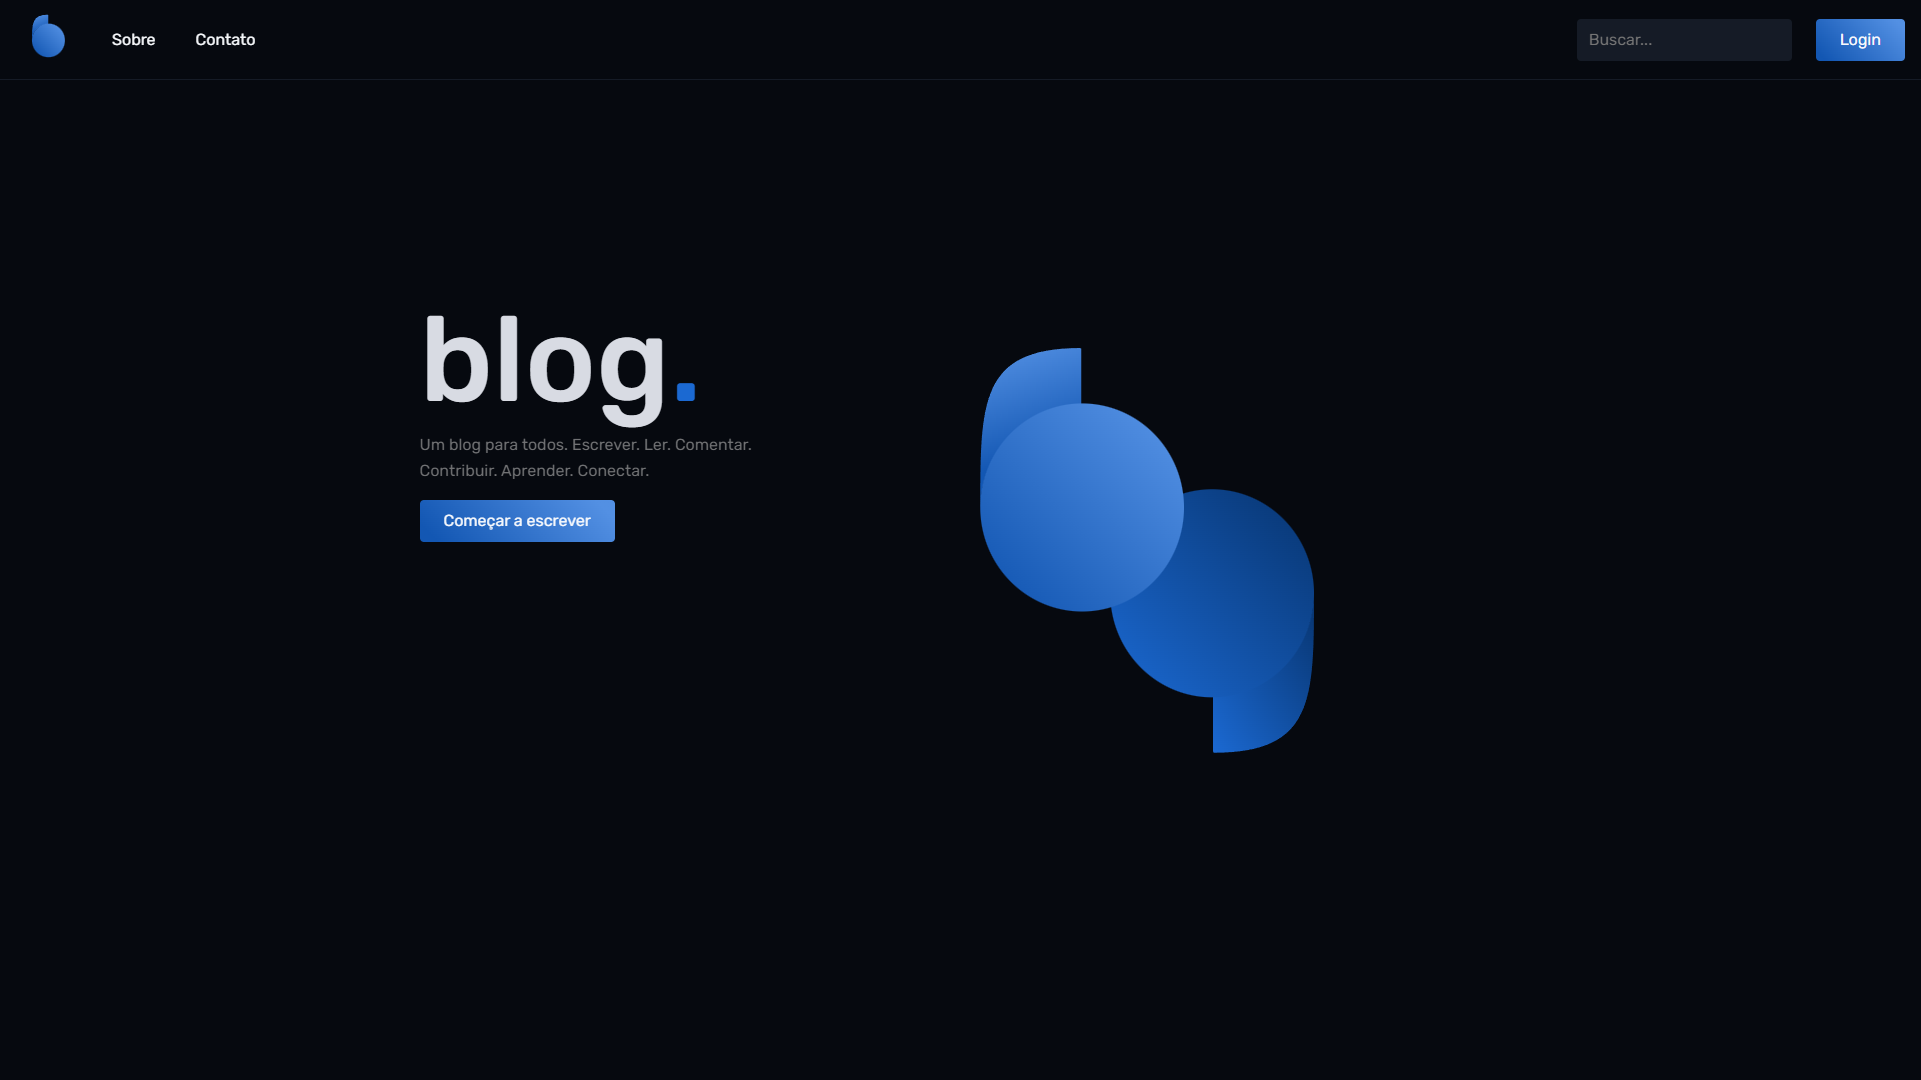 Sobre
Contato
Buscar...
Login
blog.
Um blog para todos. Escrever. Ler. Comentar.
Contribuir. Aprender. Conectar.
Começar a escrever